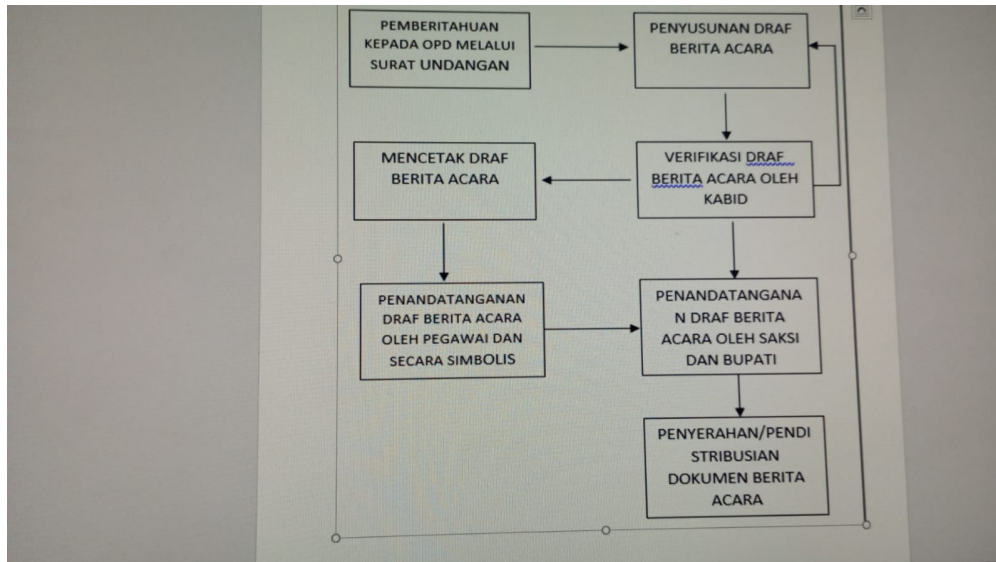 PEMBERITAHUAN
KEPADA OPD MELALUI
SURAT UNDANGAN
PENYUSUNAN DRAF
BERITA ACARA
MENCETAK DRAF
BERITA ACARA
VERIFIKASI DRAF
BERITA ACARA OLEH
KABID
PENANDATANGANAN
DRAF BERITA ACARA
OLEH PEGAWAI DAN
SECARA SIMBOLIS
PENANDATANGANA
N DRAF BERITA
ACARA OLEH SAKSI
DAN BUPATI
PENYERAHAN/PENDI
STRIBUSIAN
DOKUMEN BERITA
ACARA